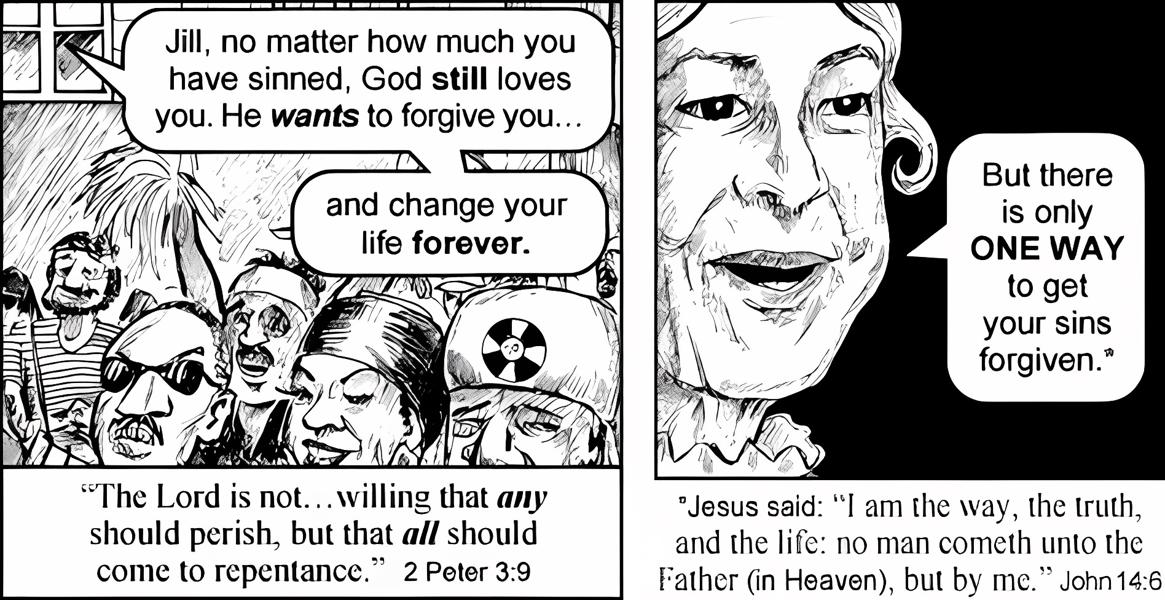 Jill, no matter how much you
have sinned, God still loves
you. He wants to forgive you...
and change your
life forever.
"The Lord is not...willing that any
should perish, but that all should
come to repentance." 2 Peter 3:9
But there
is only
ONE WAY
to get
your sins
forgiven."
"Jesus said: "I am the way, the truth,
and the life: no man cometh unto the
Father (in Heaven), but by me." John 14:6